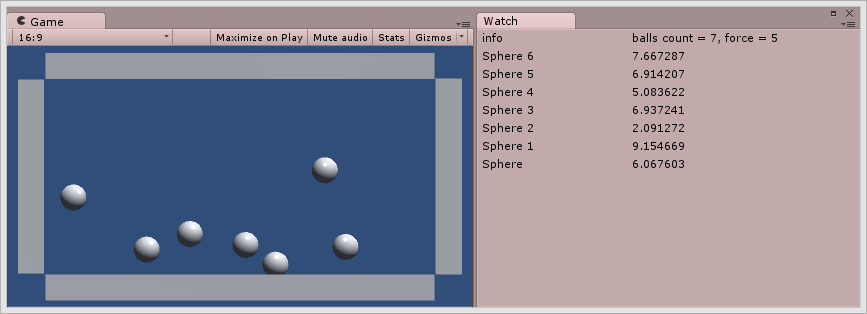 Game
16:9 Maximize on Play Mute audio Stats Gizmos
Watch
info balls count = 7, force = 5
Sphere 6 7.667287
Sphere 5 6.914207
Sphere 4 5.083622
Sphere 3 6.937241
Sphere 2 2.091272
Sphere 1 9.154669
Sphere 6.067603